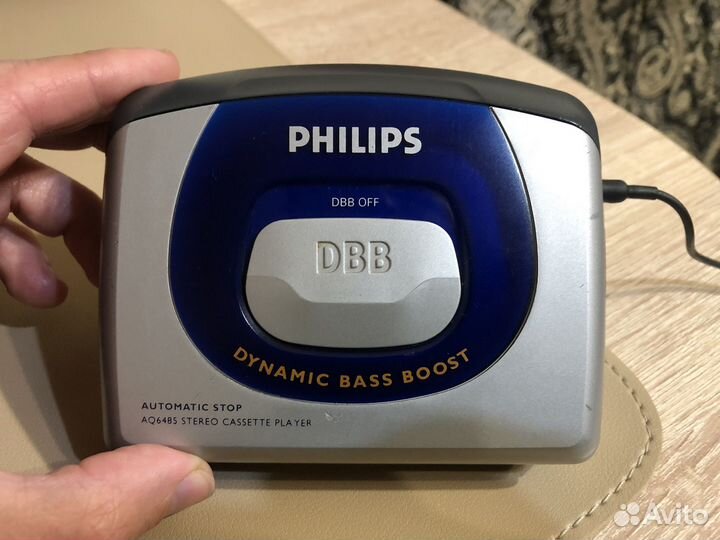 PHILIPS
DBB OFF
DBB
DYNAMIC BASS BOOST
AUTOMATIC STOP
AQ6485 STEREO CASSETTE PLAYER
Avito